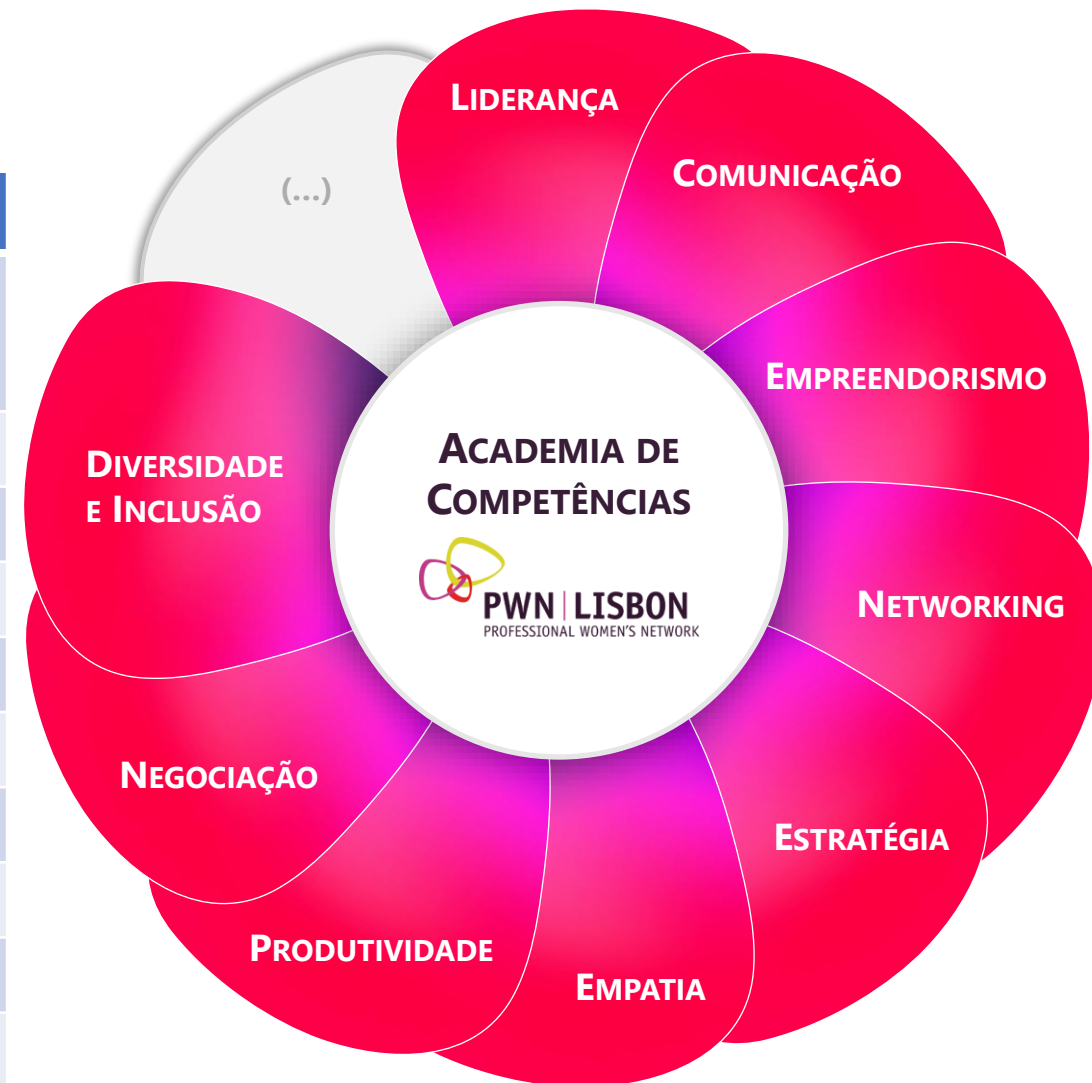 LIDERANÇA
COMUNICAÇÃO
EMPREENDORISMO
NETWORKING
ESTRATÉGIA
EMPATIA
PRODUTIVIDADE
NEGOCIAÇÃO
DIVERSIDADE
E INCLUSÃO
(...)
ACADEMIA DE
COMPETÊNCIAS
PWN | LISBON
PROFESSIONAL WOMEN'S NETWORK